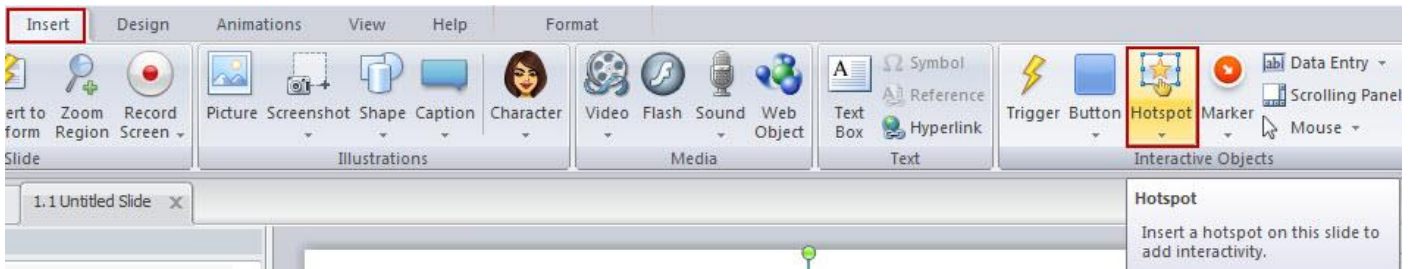 Insert Design Animations View Help Format
ert to Zoom Record Picture Screenshot Shape Caption Character Video Flash Sound Web Text Symbol Trigger Button Hotspot Marker Data Entry
form Region Screen Object Box Reference Scrolling Panel
Hyperlink Mouse
Slide Illustrations Media Text Interactive Objects
1.1 Untitled Slide
Hotspot
Insert a hotspot on this slide to
add interactivity.